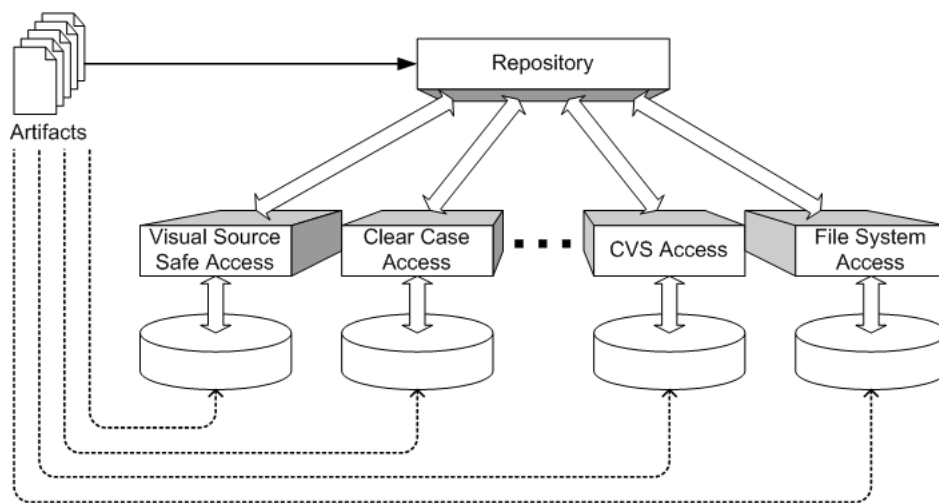 Repository
Artifacts
Visual Source
Safe Access
Clear Case
Access
CVS Access
File System
Access